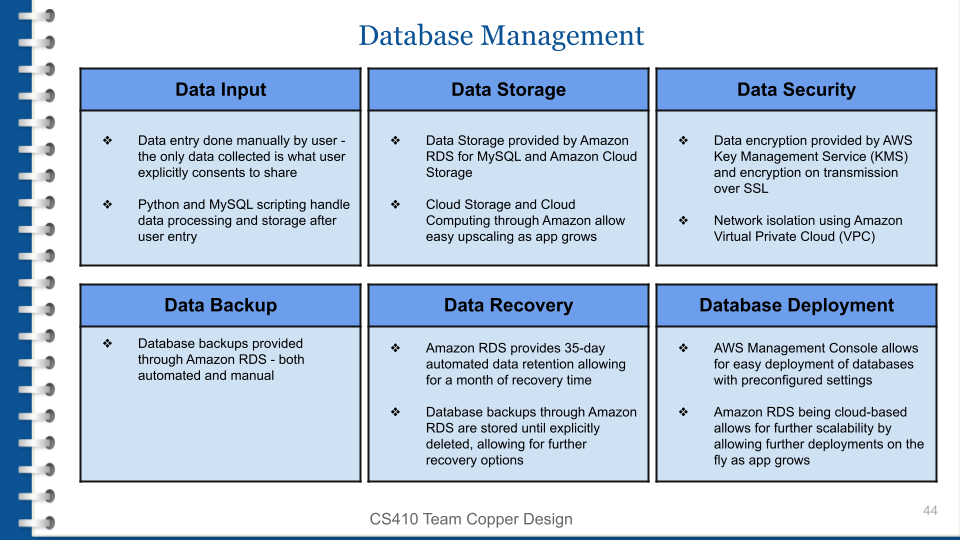 Database Management
Data Input
❖ Data entry done manually by user -
the only data collected is what user
explicitly consents to share
❖ Python and MySQL scripting handle
data processing and storage after
user entry
Data Storage
❖ Data Storage provided by Amazon
RDS for MySQL and Amazon Cloud
Storage
❖ Cloud Storage and Cloud
Computing through Amazon allow
easy upscaling as app grows
Data Security
❖ Data encryption provided by AWS
Key Management Service (KMS)
and encryption on transmission
over SSL
❖ Network isolation using Amazon
Virtual Private Cloud (VPC)
Data Backup
❖ Database backups provided
through Amazon RDS - both
automated and manual
Data Recovery
❖ Amazon RDS provides 35-day
automated data retention allowing
for a month of recovery time
❖ Database backups through Amazon
RDS are stored until explicitly
deleted, allowing for further
recovery options
Database Deployment
❖ AWS Management Console allows
for easy deployment of databases
with preconfigured settings
❖ Amazon RDS being cloud-based
allows for further scalability by
allowing further deployments on the
fly as app grows
CS410 Team Copper Design
44